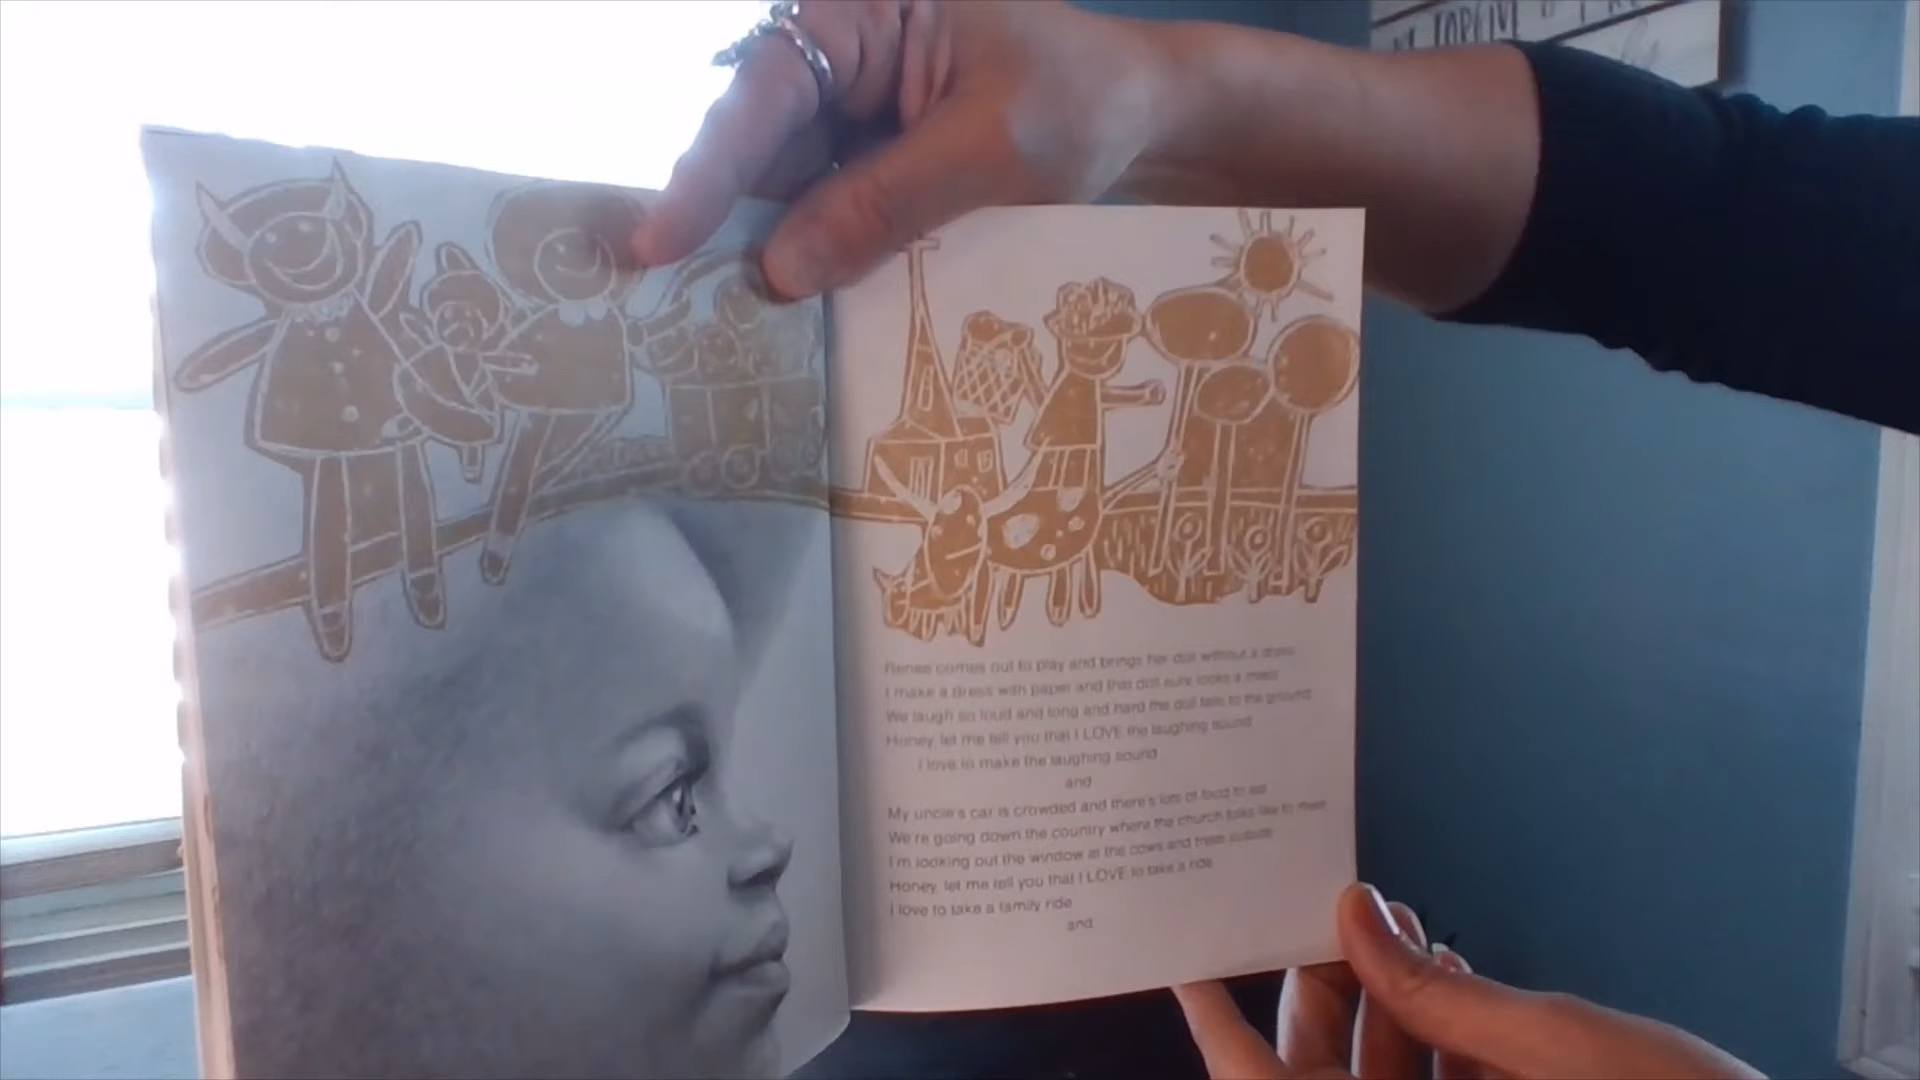 FORGIVE
Renee comes out to play and brings her doll without a dress
I make a dress with paper and that doll sure looks a mess
We laugh so loud and long and hard the doll falls to the ground
Honey, let me tell you that I LOVE the laughing sound
I love to make the laughing sound
and
My uncle's car is crowded and there's lots of food to eat
We're going down the country where the church folks like to meet
I'm looking out the window at the cows and trees outside
Honey, let me tell you that I LOVE to take a ride
I love to take a family ride
and